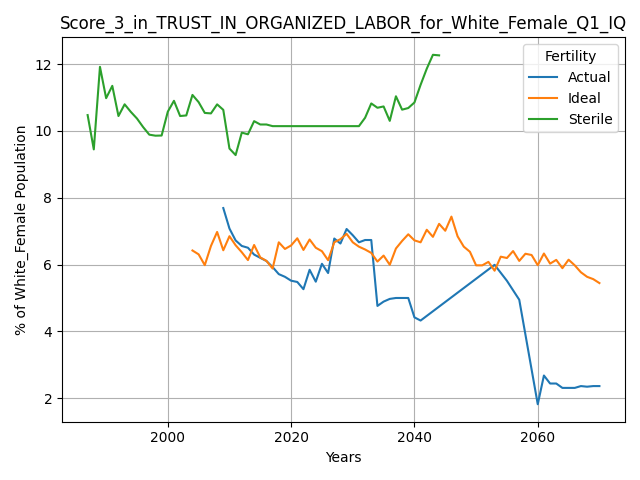 Score_3_in_TRUST_IN_ORGANIZED_LABOR_for_White_Female_Q1_IQ
% of White_Female Population
12
10
8
6
4
2
2000 2020 2040 2060
Years
Fertility
Actual
Ideal
Sterile